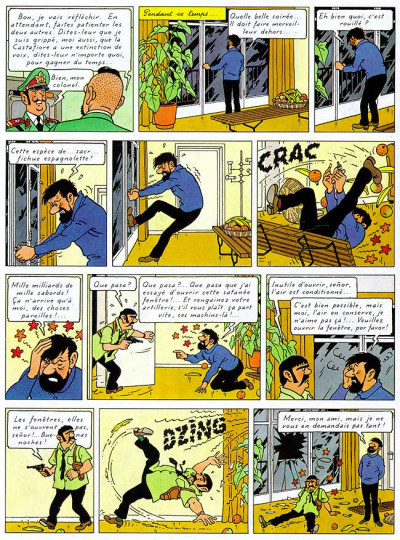 Bon, je vais réfléchir. En
attendant, faites patienter les
deux autres. Dites-leur que je
suis grippé, moi aussi, que la
Castafiore a une extinction de
voix, dites-leur n'importe quoi,
pour gagner du temps...
Bien, mon
colonel.
Pendant ce temps...
Quelle belle soirée...
Il doit faire merveil-
leux dehors...
Eh bien quoi, c'est
rouillé ?
Cette espèce de... sacr...
fichue espagnolette!
CRAC
Mille milliards de
mille sabords !
Ça n'arrive qu'à
moi, des choses
pareilles !...
Que pasa ?
Que pasa ?... Que pasa que j'ai
essayé d'ouvrir cette satanée
fenêtre !... Et rengainez votre
artillerie, s'il vous plaît: ça part
vite, ces machins-là !...
Inutile d'ouvrir, señor,
l'air est conditionné...
C'est bien possible, mais
moi, l'air en conserve, je
n'aime pas ça !... Veuillez
ouvrir la fenêtre, por favor!
Les fenêtres, elles
ne s'ouvrent pas,
señor!... Bue-
nas
noches !
DZING
Merci, mon ami, mais je ne
vous en demandais pas tant !